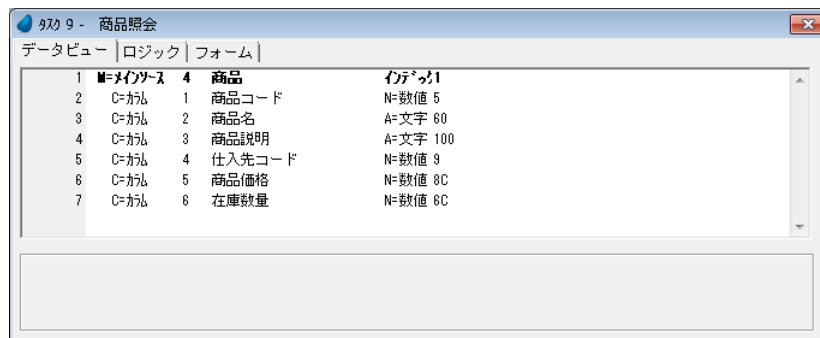 ﾀｽｸ 9 - 商品照会
データビュー ロジック フォーム
1 M=ﾒｲﾝｿｰｽ 4 商品 ｲﾝﾃﾞｯｸｽ 1
2 C=ｶﾗﾑ 1 商品コード N=数値 5
3 C=ｶﾗﾑ 2 商品名 A=文字 60
4 C=ｶﾗﾑ 3 商品説明 A=文字 100
5 C=ｶﾗﾑ 4 仕入先コード N=数値 9
6 C=ｶﾗﾑ 5 商品価格 N=数値 8C
7 C=ｶﾗﾑ 6 在庫数量 N=数値 6C